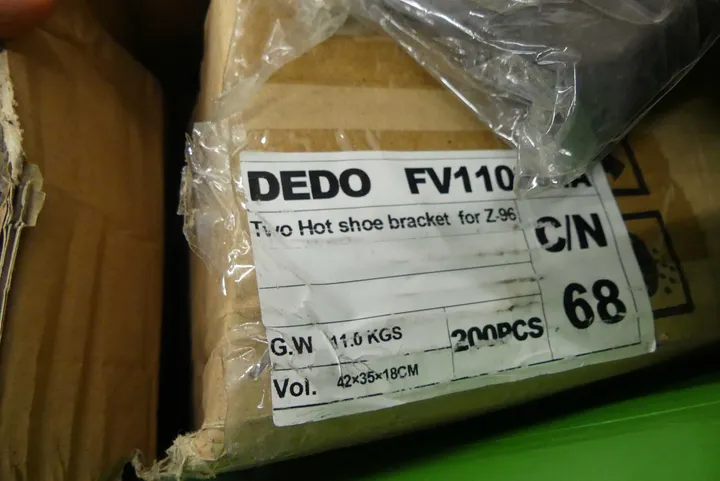 DEDO FV110
Two Hot shoe bracket for Z-96
C/N
68
G.W 11.0 KGS
200PCS
Vol. 42×35×18CM